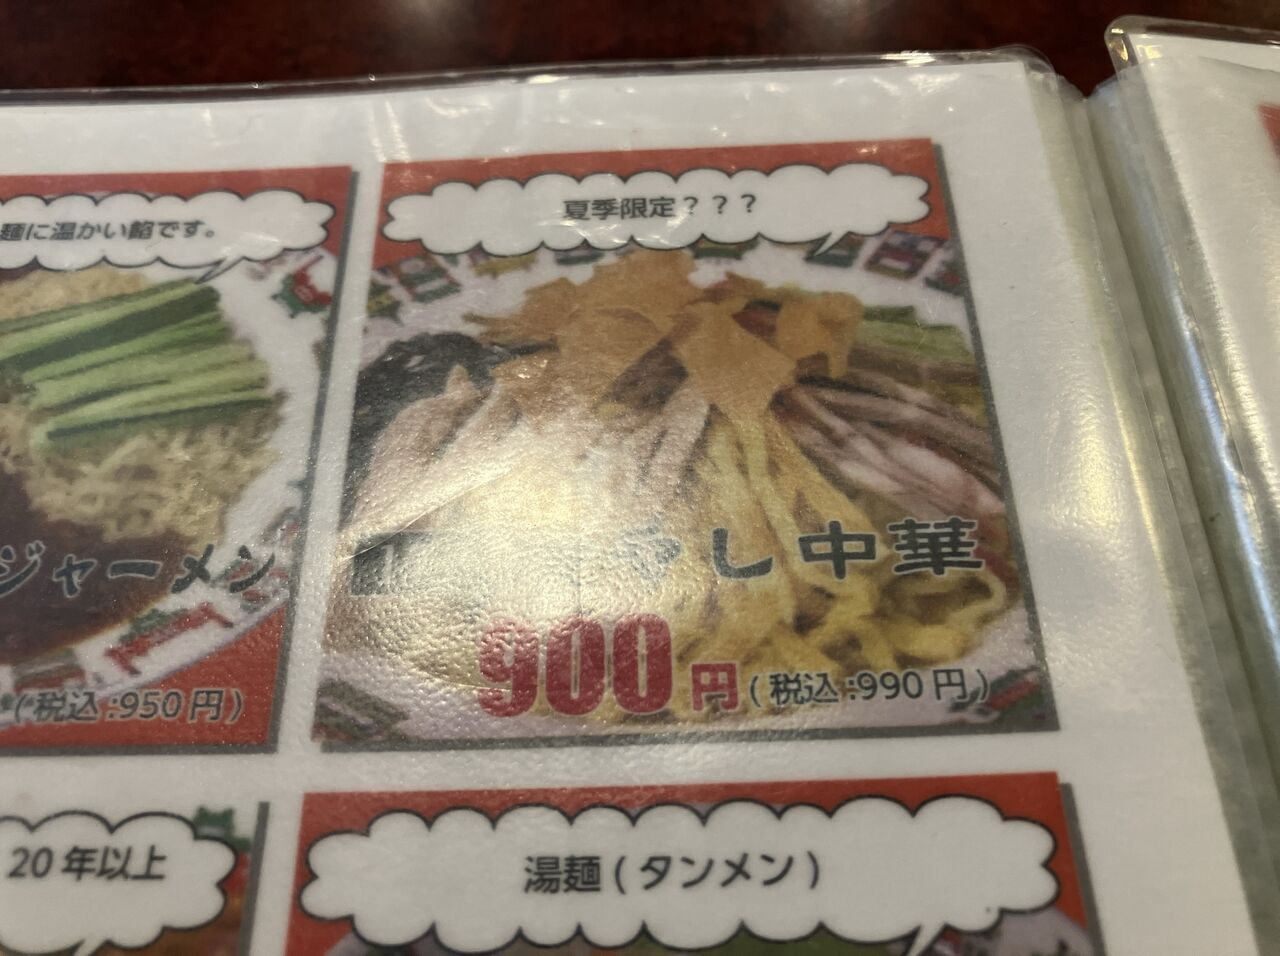 麺に温かい餡です。
ジャーメン
(税込:950円)
夏季限定？？？
やし中華
900円(税込:990円)
20年以上
湯麺(タンメン)